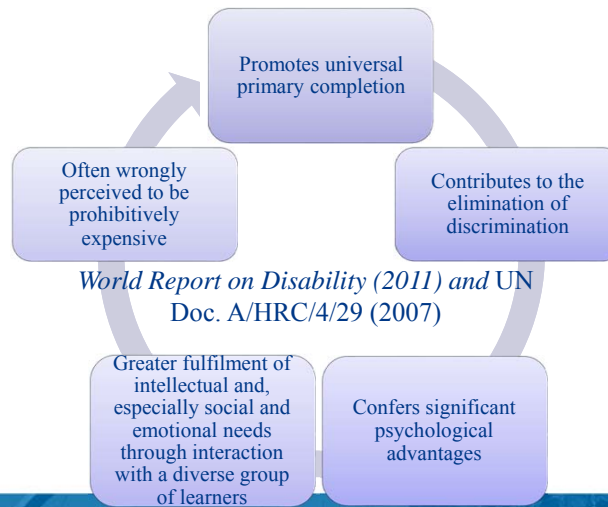 Promotes universal
primary completion
Contributes to the
elimination of
discrimination
Confers significant
psychological
advantages
Greater fulfilment of
intellectual and,
especially social and
emotional needs
through interaction
with a diverse group
of learners
Often wrongly
perceived to be
prohibitively
expensive
World Report on Disability (2011) and UN
Doc. A/HRC/4/29 (2007)